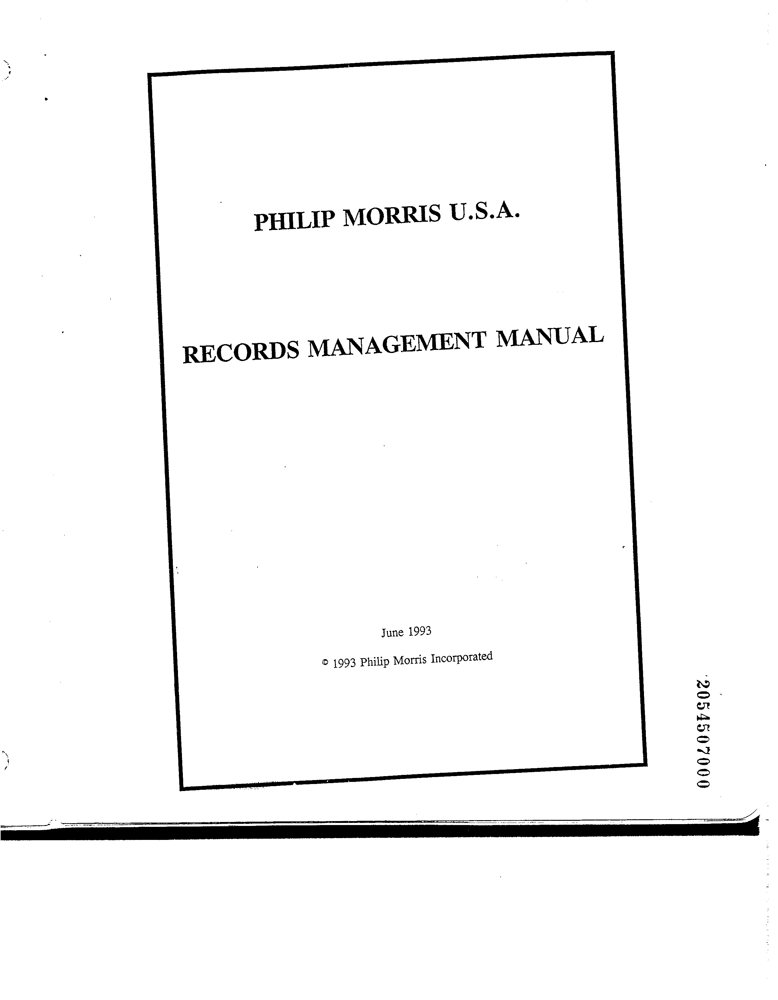 PHILIP MORRIS U.S.A.
RECORDS MANAGEMENT MANUAL
June 1993
© 1993 Philip Morris Incorporated
2054507000